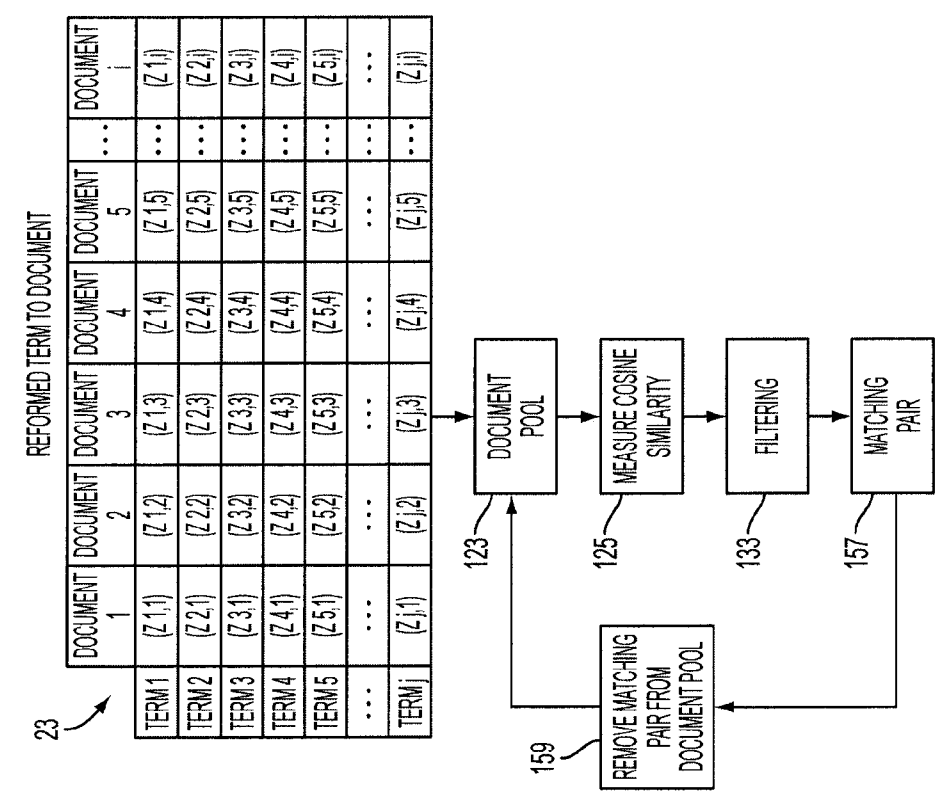 REFORMED TERM TO DOCUMENT
23
DOCUMENT 1 DOCUMENT 2 DOCUMENT 3 DOCUMENT 4 DOCUMENT 5 ... DOCUMENT i
TERM 1 (Z 1,1) (Z 1,2) (Z 1,3) (Z 1,4) (Z 1,5) ... (Z 1,i)
TERM 2 (Z 2,1) (Z 2,2) (Z 2,3) (Z 2,4) (Z 2,5) ... (Z 2,i)
TERM 3 (Z 3,1) (Z 3,2) (Z 3,3) (Z 3,4) (Z 3,5) ... (Z 3,i)
TERM 4 (Z 4,1) (Z 4,2) (Z 4,3) (Z 4,4) (Z 4,5) ... (Z 4,i)
TERM 5 (Z 5,1) (Z 5,2) (Z 5,3) (Z 5,4) (Z 5,5) ... (Z 5,i)
... ... ... ... ... ... ... ...
TERM j (Z j,1) (Z j,2) (Z j,3) (Z j,4) (Z j,5) ... (Z j,i)
123
DOCUMENT
POOL
125
MEASURE COSINE
SIMILARITY
133
FILTERING
157
MATCHING
PAIR
159
REMOVE MATCHING
PAIR FROM
DOCUMENT POOL